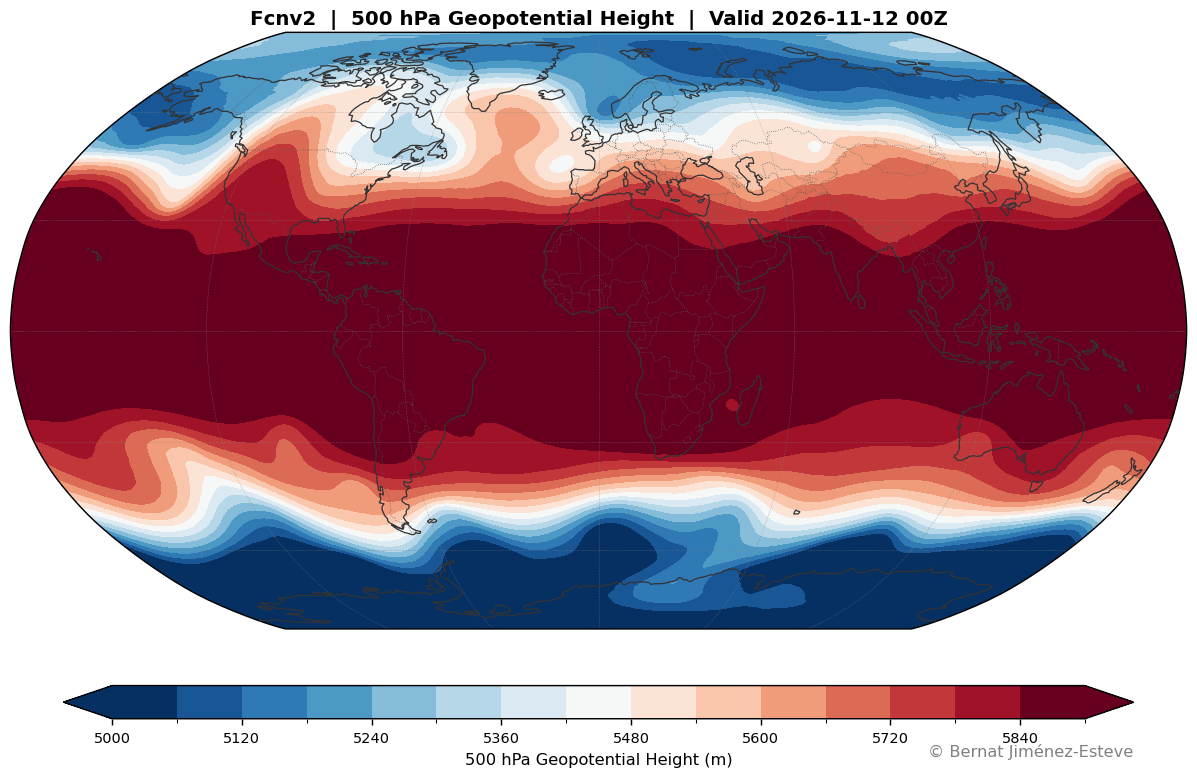 Fcnv2 | 500 hPa Geopotential Height | Valid 2026-11-12 00Z
5000 5120 5240 5360 5480 5600 5720 5840
500 hPa Geopotential Height (m)
© Bernat Jiménez-Esteve